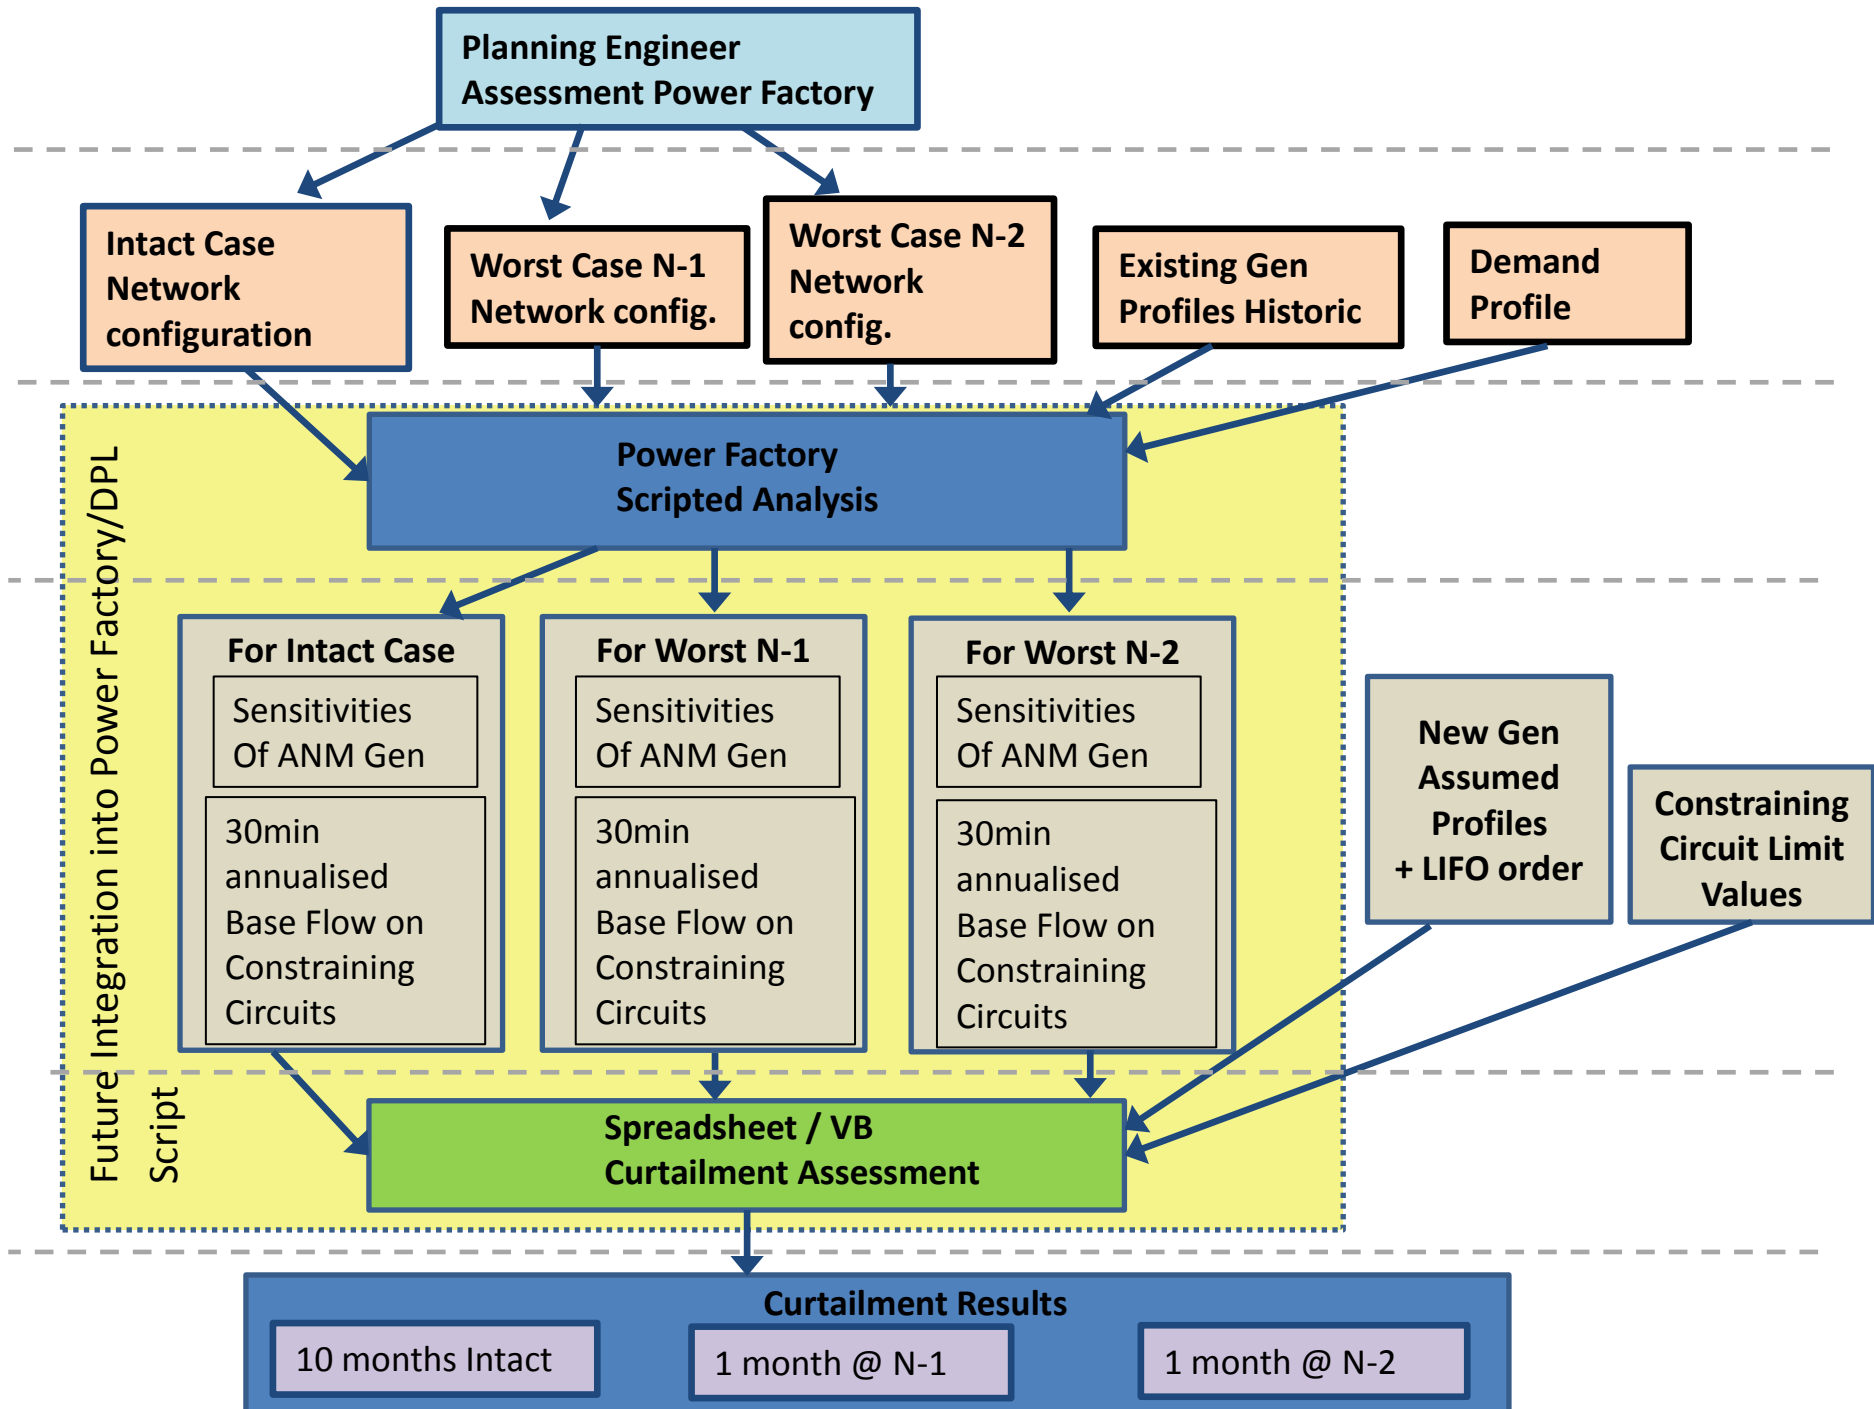 Planning Engineer
Assessment Power Factory
Intact Case
Network
configuration
Worst Case N-1
Network config.
Worst Case N-2
Network
config.
Existing Gen
Profiles Historic
Demand
Profile
Future Integration into Power Factory/DPL
Script
Power Factory
Scripted Analysis
For Intact Case
Sensitivities
Of ANM Gen
30min
annualised
Base Flow on
Constraining
Circuits
For Worst N-1
Sensitivities
Of ANM Gen
30min
annualised
Base Flow on
Constraining
Circuits
For Worst N-2
Sensitivities
Of ANM Gen
30min
annualised
Base Flow on
Constraining
Circuits
New Gen
Assumed
Profiles
+ LIFO order
Constraining
Circuit Limit
Values
Spreadsheet / VB
Curtailment Assessment
Curtailment Results
10 months Intact
1 month @ N-1
1 month @ N-2